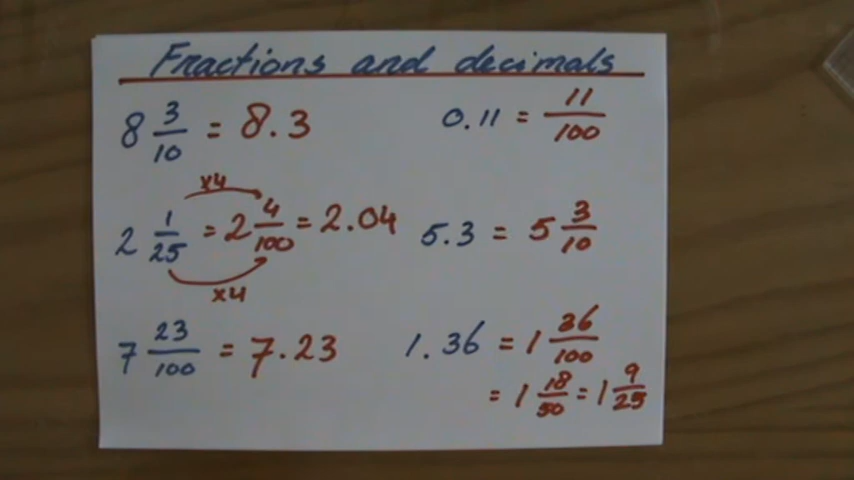 Fractions and decimals
8 3/10 = 8.3
0.11 = 11/100
x4
2 1/25 = 2 4/100 = 2.04
x4
5.3 = 5 3/10
7 23/100 = 7.23
1.36 = 1 36/100
= 1 18/50 = 1 9/25